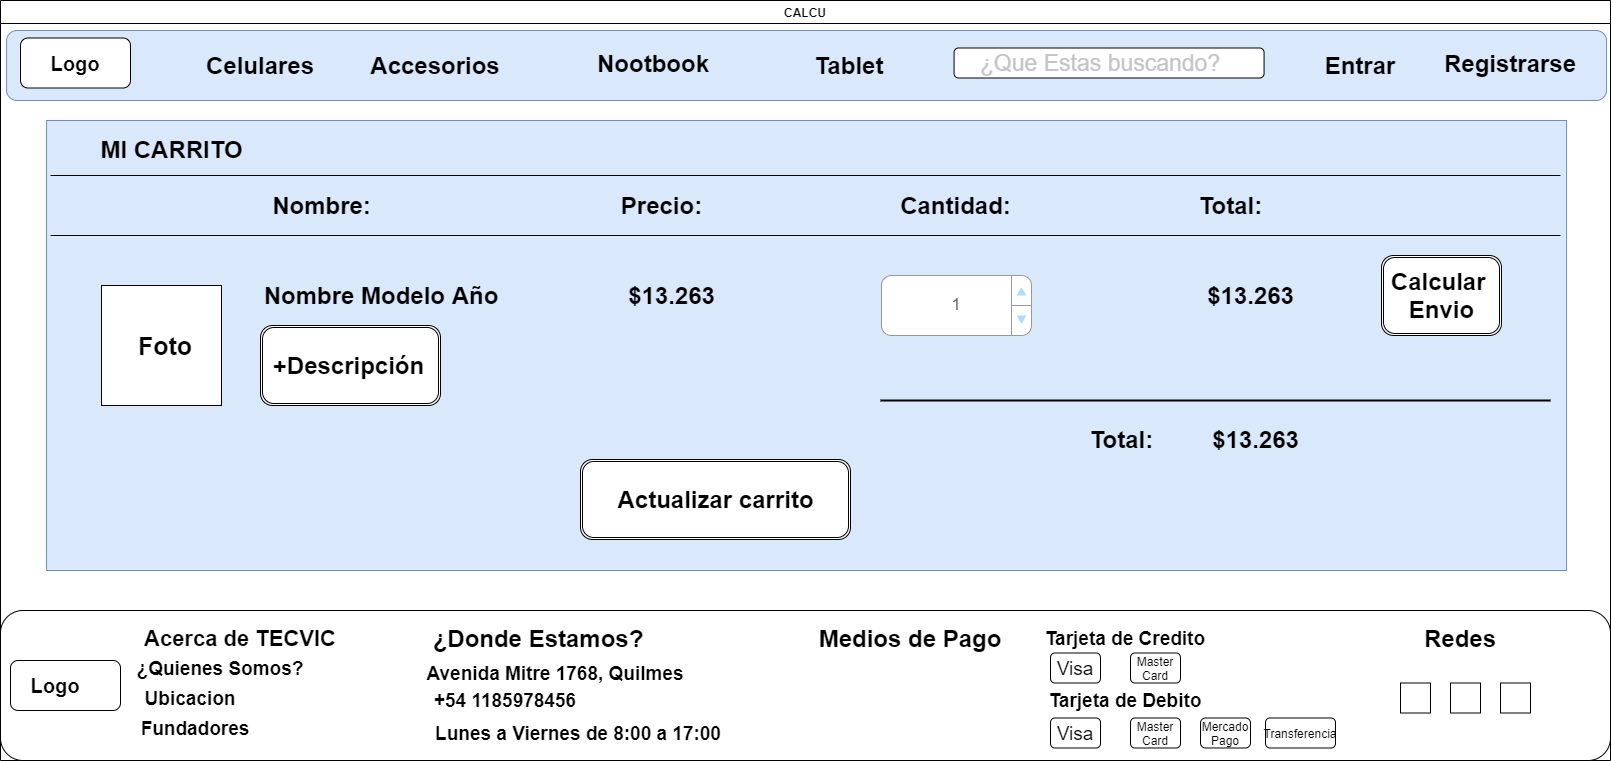 CALCU
Logo
Celulares
Accesorios
Nootbook
Tablet
¿Que Estas buscando?
Entrar
Registrarse
MI CARRITO
Nombre:
Precio:
Cantidad:
Total:
Foto
Nombre Modelo Año
+Descripción
$13.263
1
$13.263
Calcular
Envio
Total:
$13.263
Actualizar carrito
Logo
Acerca de TECVIC
¿Quienes Somos?
Ubicacion
Fundadores
¿Donde Estamos?
Avenida Mitre 1768, Quilmes
+54 1185978456
Lunes a Viernes de 8:00 a 17:00
Medios de Pago
Tarjeta de Credito
Visa
Master
Card
Tarjeta de Debito
Visa
Master
Card
Mercado
Pago
Transferencia
Redes